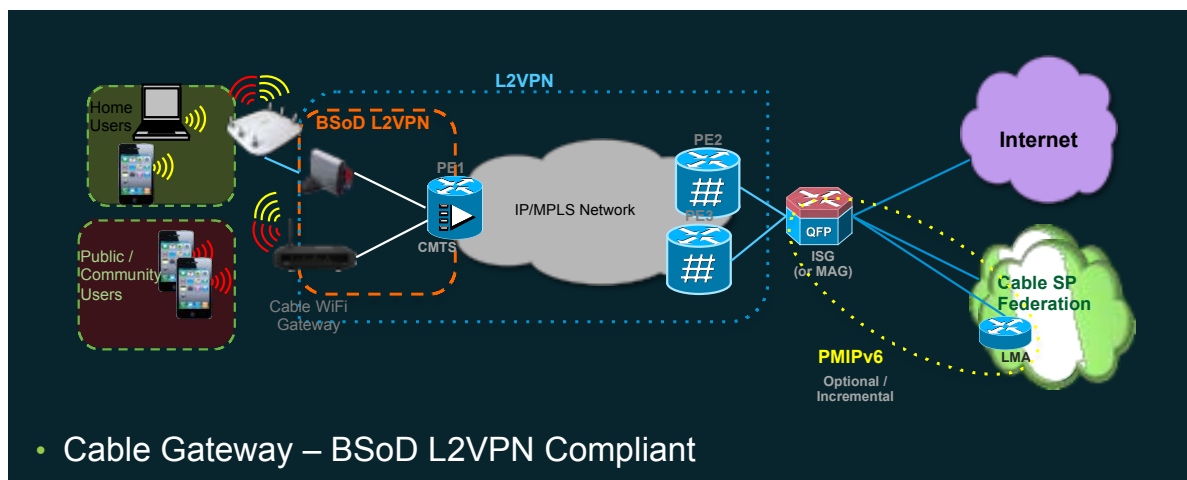 L2VPN
Home
Users
BSoD L2VPN
PE1
PE2
Internet
IP/MPLS Network
PE3
QFP
CMTS
ISG
(or MAG)
Public /
Community
Users
Cable WiFi
Gateway
Cable SP
Federation
LMA
PMIPv6
Optional /
Incremental
• Cable Gateway – BSoD L2VPN Compliant